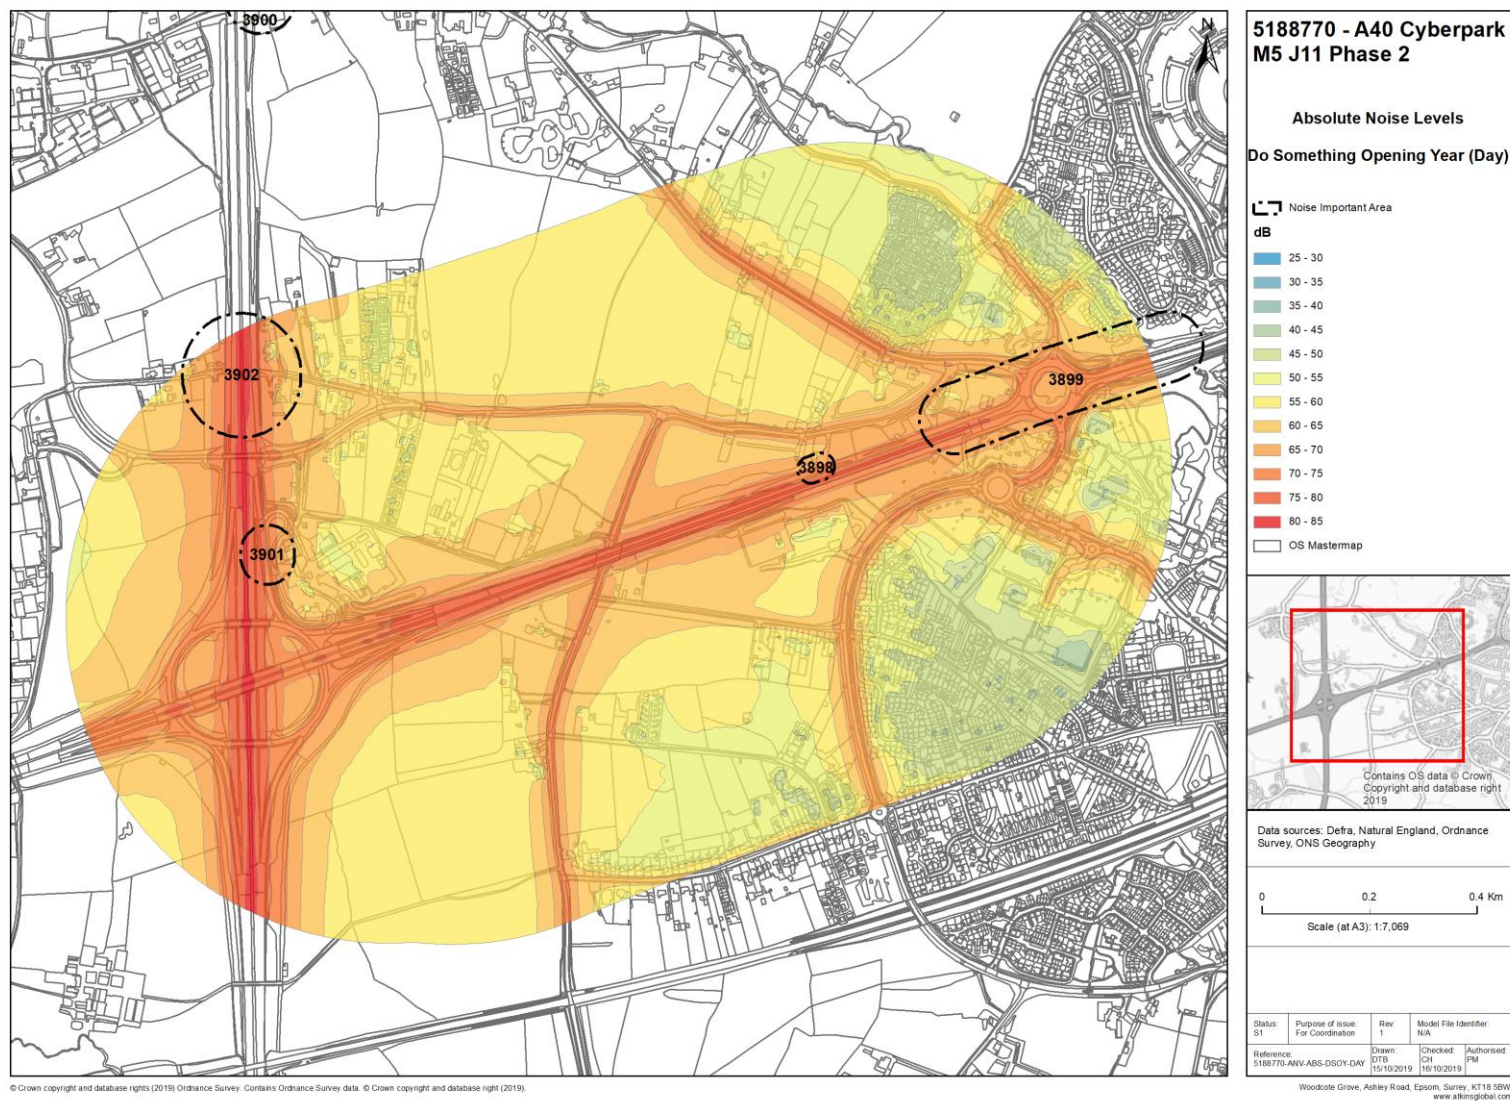 3900
3902
3899
3898
3901
N
5188770 - A40 Cyberpark
M5 J11 Phase 2
Absolute Noise Levels
Do Something Opening Year (Day)
Noise Important Area
dB
25 - 30
30 - 35
35 - 40
40 - 45
45 - 50
50 - 55
55 - 60
60 - 65
65 - 70
70 - 75
75 - 80
80 - 85
OS Mastermap
Contains OS data © Crown
Copyright and database right
2019
Data sources: Defra, Natural England, Ordnance
Survey, ONS Geography
0 0.2 0.4 Km
Scale (at A3): 1:7,069
Status: Purpose of issue: Rev: Model File Identifier:
S1 For Coordination 1 N/A
Reference: Drawn: Checked: Authorised:
5188770-ANV-ABS-DSOY-DAY DTB CH PM
15/10/2019 16/10/2019
© Crown copyright and database rights (2019) Ordnance Survey. Contains Ordnance Survey data. © Crown copyright and database right (2019).
Woodcote Grove, Ashley Road, Epsom, Surrey, KT18 5BW
www.atkinsglobal.com